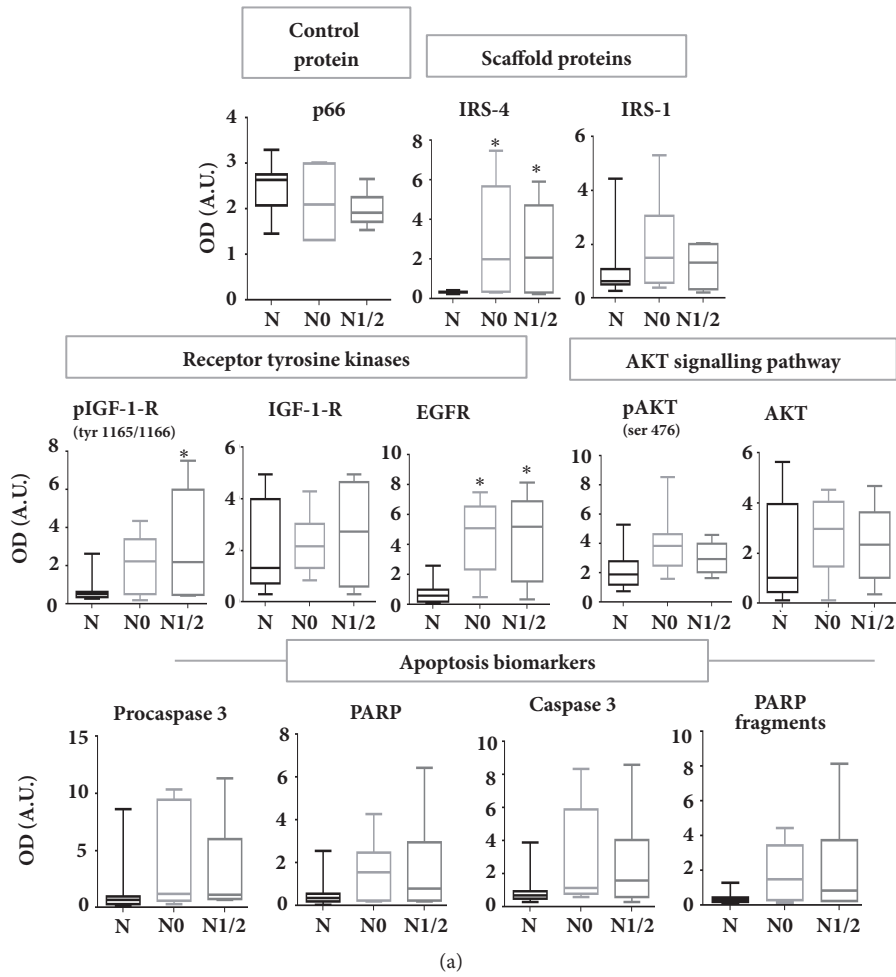 Control
protein
Scaffold proteins
p66
IRS-4
IRS-1
OD (A.U.)
4
3
2
1
0
N N0 N1/2
8
6
4
2
0
* *
N N0 N1/2
6
4
2
0
N N0 N1/2
Receptor tyrosine kinases
AKT signalling pathway
pIGF-1-R
(tyr 1165/1166)
IGF-1-R
EGFR
pAKT
(ser 476)
AKT
OD (A.U.)
8
6
4
2
0
*
N N0 N1/2
6
4
2
0
N N0 N1/2
10
8
6
4
2
0
* *
N N0 N1/2
10
8
6
4
2
0
N N0 N1/2
6
4
2
0
N N0 N1/2
Apoptosis biomarkers
Procaspase 3
PARP
Caspase 3
PARP
fragments
OD (A.U.)
15
10
5
0
N N0 N1/2
8
6
4
2
0
N N0 N1/2
10
8
6
4
2
0
N N0 N1/2
10
8
6
4
2
0
N N0 N1/2
(a)